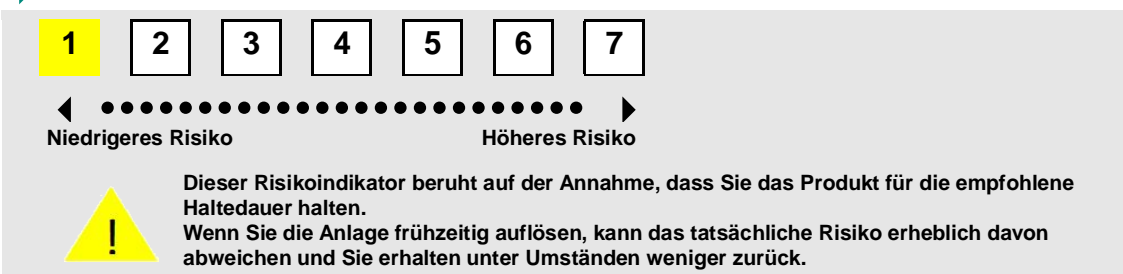 1 2 3 4 5 6 7
Niedrigeres Risiko Höheres Risiko
Dieser Risikoindikator beruht auf der Annahme, dass Sie das Produkt für die empfohlene
Haltedauer halten.
Wenn Sie die Anlage frühzeitig auflösen, kann das tatsächliche Risiko erheblich davon
abweichen und Sie erhalten unter Umständen weniger zurück.
!